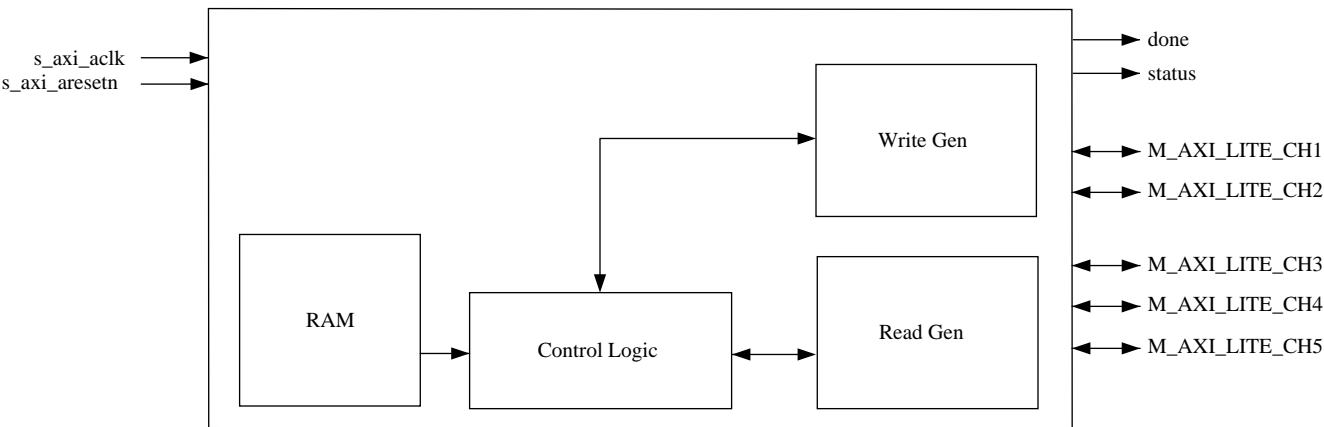 s_axi_aclk
s_axi_aresetn
done
status
Write Gen
M_AXI_LITE_CH1
M_AXI_LITE_CH2
M_AXI_LITE_CH3
M_AXI_LITE_CH4
M_AXI_LITE_CH5
RAM
Control Logic
Read Gen